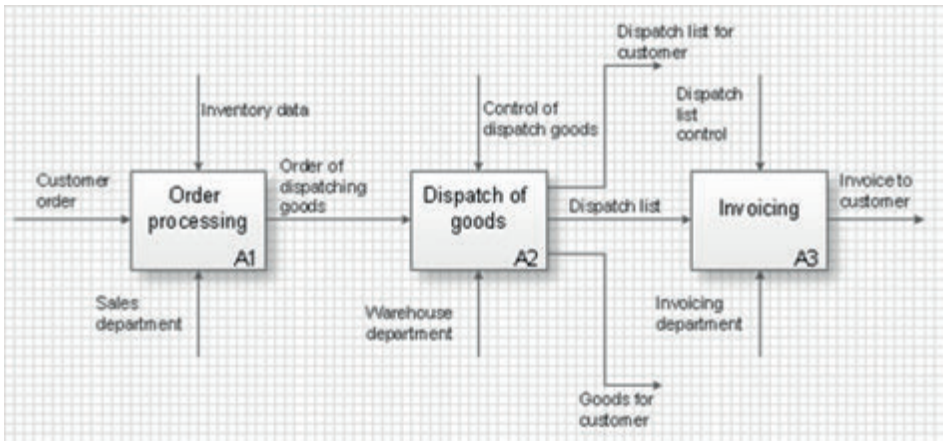 Dispatch list for
customer
Inventory data
Control of
dispatch goods
Dispatch
list
control
Customer
order
Order
processing
A1
Order of
dispatching
goods
Dispatch of
goods
A2
Dispatch list
Invoicing
A3
Invoice to
customer
Sales
department
Warehouse
department
Invoicing
department
Goods for
customer